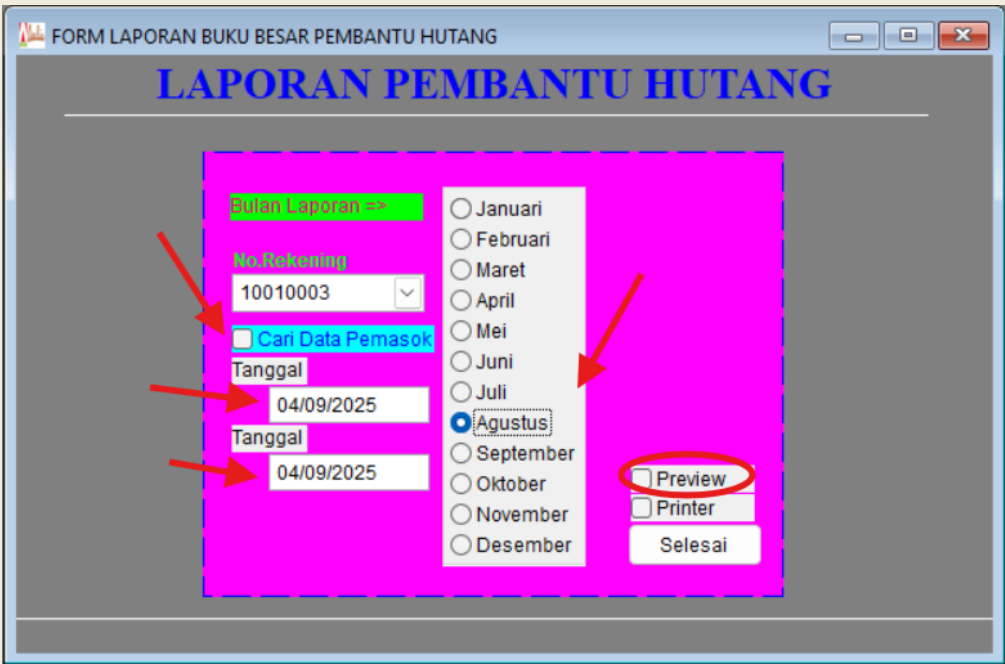 FORM LAPORAN BUKU BESAR PEMBANTU HUTANG
LAPORAN PEMBANTU HUTANG
Bulan Laporan =>
No.Rekening
10010003
Cari Data Pemasok
Tanggal
04/09/2025
Tanggal
04/09/2025
Januari
Februari
Maret
April
Mei
Juni
Juli
Agustus
September
Oktober
November
Desember
Preview
Printer
Selesai